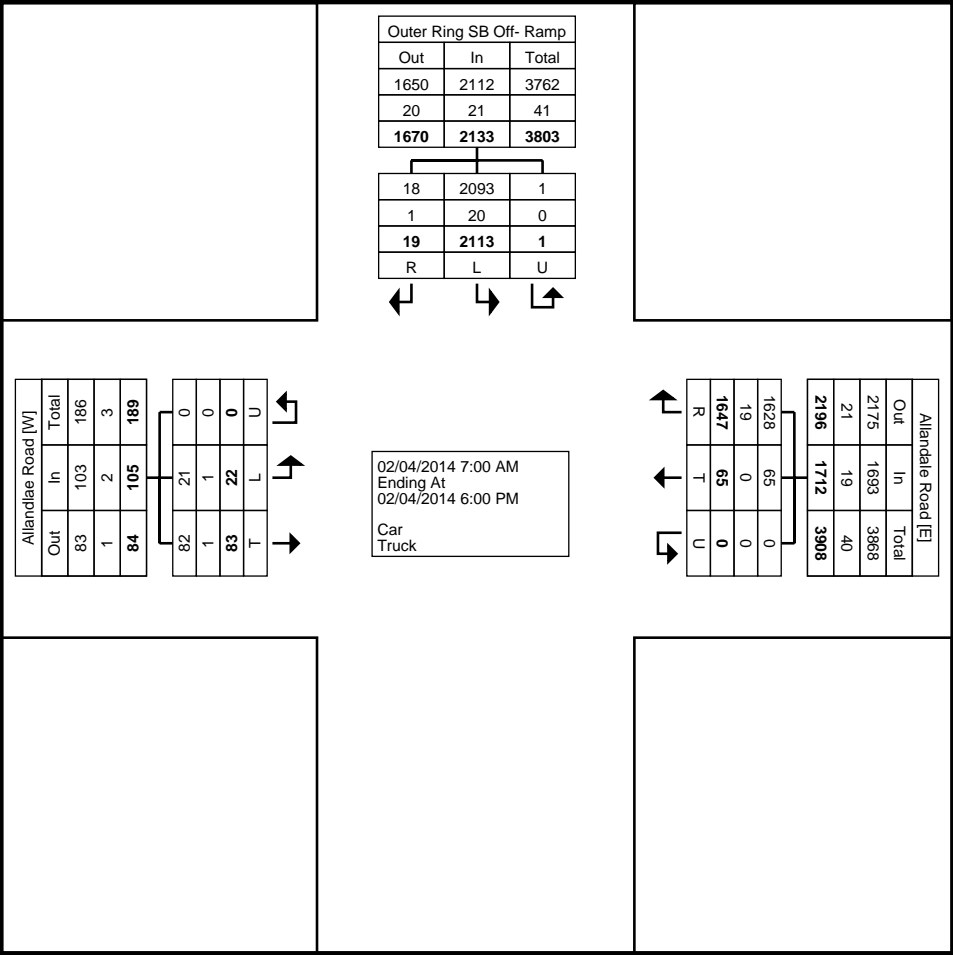 Outer Ring SB Off- Ramp
Out In Total
1650 2112 3762
20 21 41
1670 2133 3803
18 2093 1
1 20 0
19 2113 1
R L U
Allandlae Road [W]
Out In Total
83 103 186
1 2 3
84 105 189
82 21 0
1 1 0
83 22 0
T L U
02/04/2014 7:00 AM
Ending At
02/04/2014 6:00 PM
Car
Truck
Allandale Road [E]
Out In Total
2175 1693 3868
21 19 40
2196 1712 3908
1628 65 0
19 0 0
1647 65 0
R T U